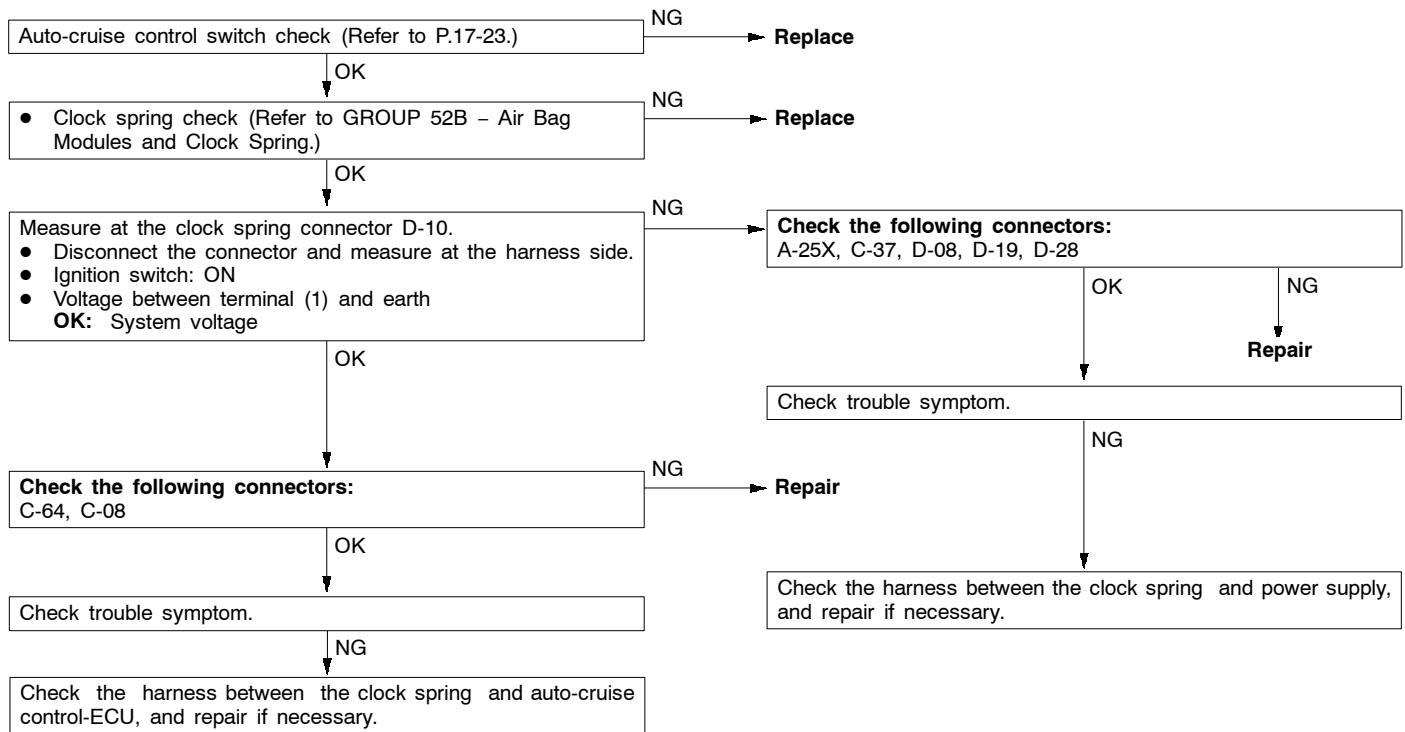 Auto-cruise control switch check (Refer to P.17-23.)
NG
Replace
OK
● Clock spring check (Refer to GROUP 52B – Air Bag
Modules and Clock Spring.)
NG
Replace
OK
Measure at the clock spring connector D-10.
● Disconnect the connector and measure at the harness side.
● Ignition switch: ON
● Voltage between terminal (1) and earth
OK: System voltage
NG
Check the following connectors:
A-25X, C-37, D-08, D-19, D-28
OK
NG
Repair
Check trouble symptom.
NG
Check the harness between the clock spring and power supply,
and repair if necessary.
OK
Check the following connectors:
C-64, C-08
NG
Repair
OK
Check trouble symptom.
NG
Check the harness between the clock spring and auto-cruise
control-ECU, and repair if necessary.